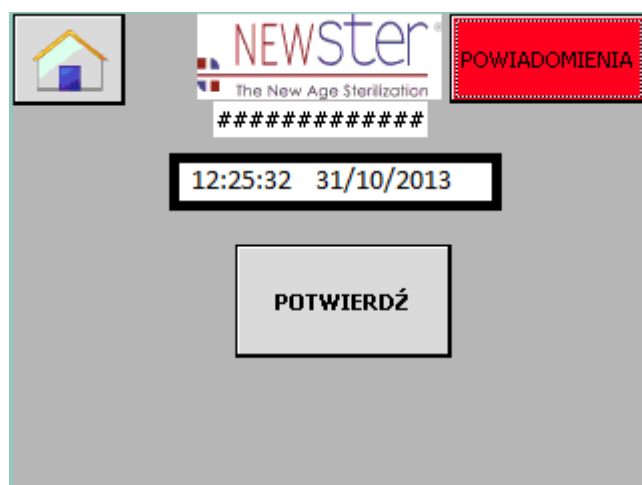 NEWSter®
POWIADOMIENIA
The New Age Sterilization
#############
12:25:32 31/10/2013
POTWIERDŹ